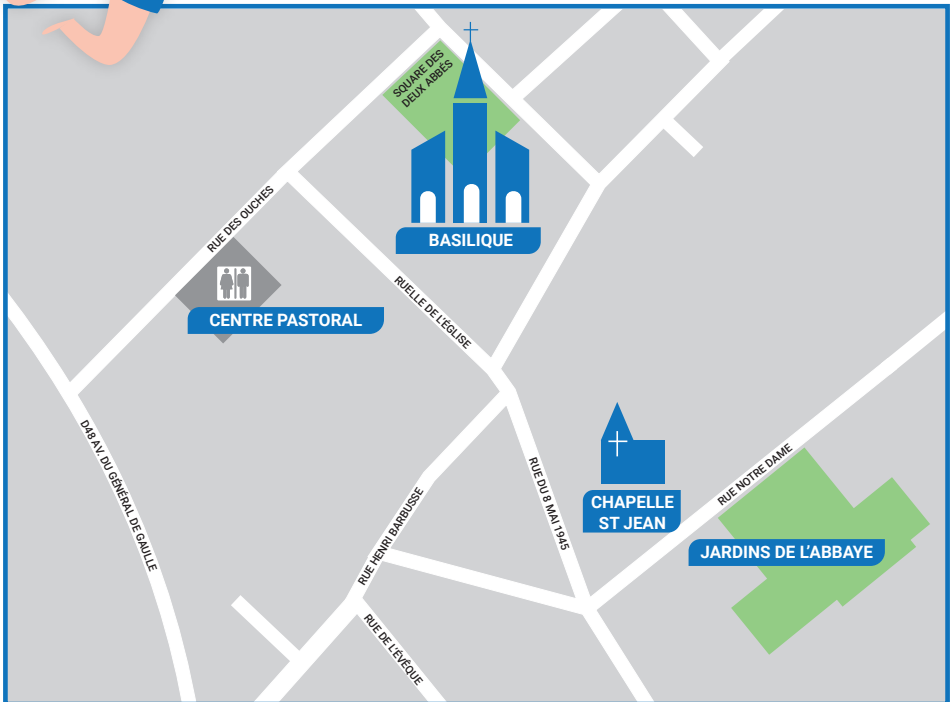 SQUARE DES
DEUX ABBÉS
RUE DES OUCHES
BASILIQUE
RUELLE DE L'ÉGLISE
CENTRE PASTORAL
D48 AV. DU GÉNÉRAL DE GAULLE
CHAPELLE
ST JEAN
RUE NOTRE DAME
RUE DU 8 MAI 1945
RUE HENRI BARBUSSE
JARDINS DE L'ABBAYE
RUE DE L'ÉVÊQUE